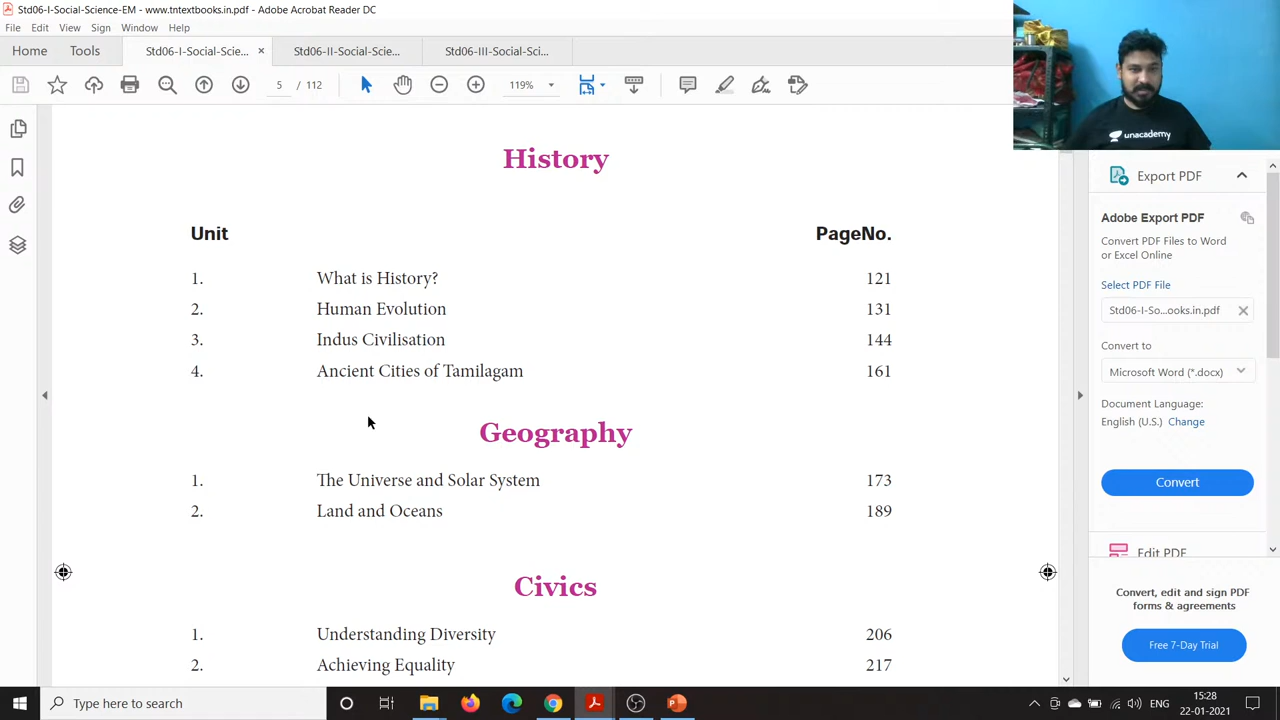 Std06-I-Social-Science-EM - www.tntextbooks.in.pdf - Adobe Acrobat Reader DC
File Edit View Sign Window Help
Home Tools Std06-I-Social-Scie... × Std06-II-Social-Scie... Std06-III-Social-Sci...
5 / 112 119%
unacademy
History
Unit PageNo.
1. What is History? 121
2. Human Evolution 131
3. Indus Civilisation 144
4. Ancient Cities of Tamilagam 161
Geography
1. The Universe and Solar System 173
2. Land and Oceans 189
Civics
1. Understanding Diversity 206
2. Achieving Equality 217
Export PDF
Adobe Export PDF
Convert PDF Files to Word
or Excel Online
Select PDF File
Std06-I-So...ooks.in.pdf
Convert to
Microsoft Word (*.docx)
Document Language:
English (U.S.) Change
Convert
Edit PDF
Convert, edit and sign PDF
forms & agreements
Free 7-Day Trial
Type here to search
ENG
15:28
22-01-2021